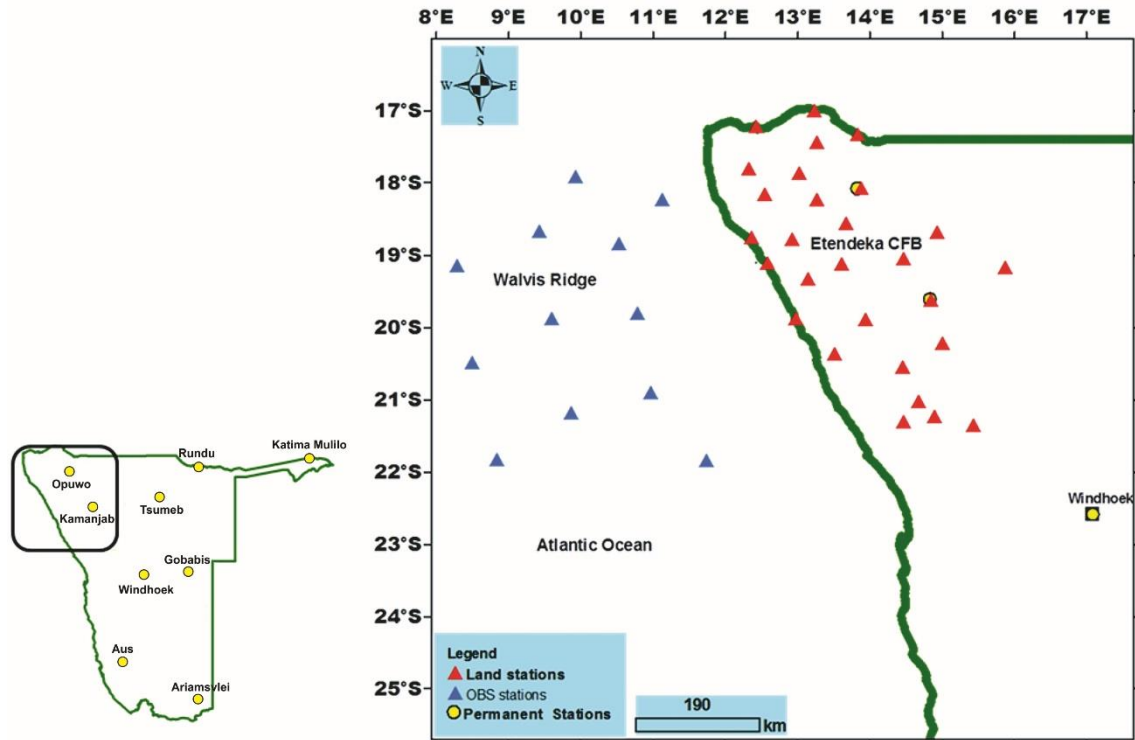 8°E 9°E 10°E 11°E 12°E 13°E 14°E 15°E 16°E 17°E
N
W E
S
17°S
18°S
19°S
20°S
21°S
22°S
23°S
24°S
25°S
Etendeka CFB
Walvis Ridge
Windhoek
Atlantic Ocean
Legend
Land stations
OBS stations
Permanent Stations
190
km
Katima Mulilo
Rundu
Opuwo
Tsumeb
Kamanjab
Gobabis
Windhoek
Aus
Ariamsvlei